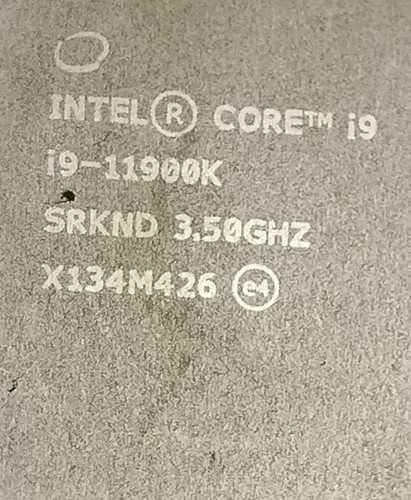 INTEL® CORE™ i9
i9-11900K
SRKND 3.50GHZ
X134M426 e4